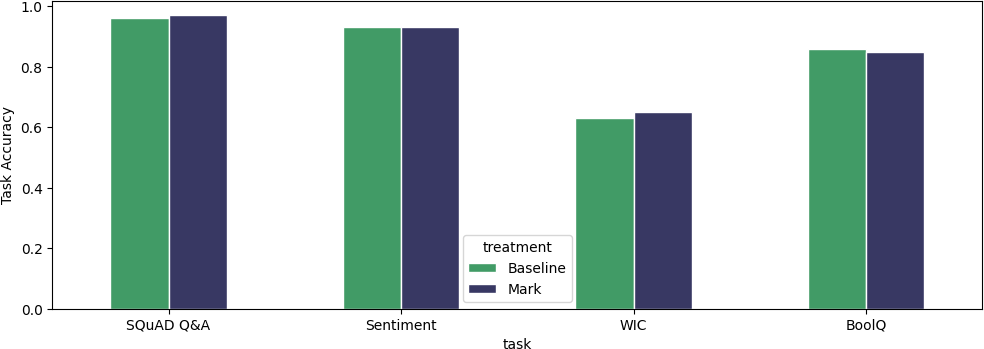 1.0
0.8
0.6
0.4
0.2
0.0
Task Accuracy
treatment
Baseline
Mark
SQuAD Q&A
Sentiment
WIC
BoolQ
task